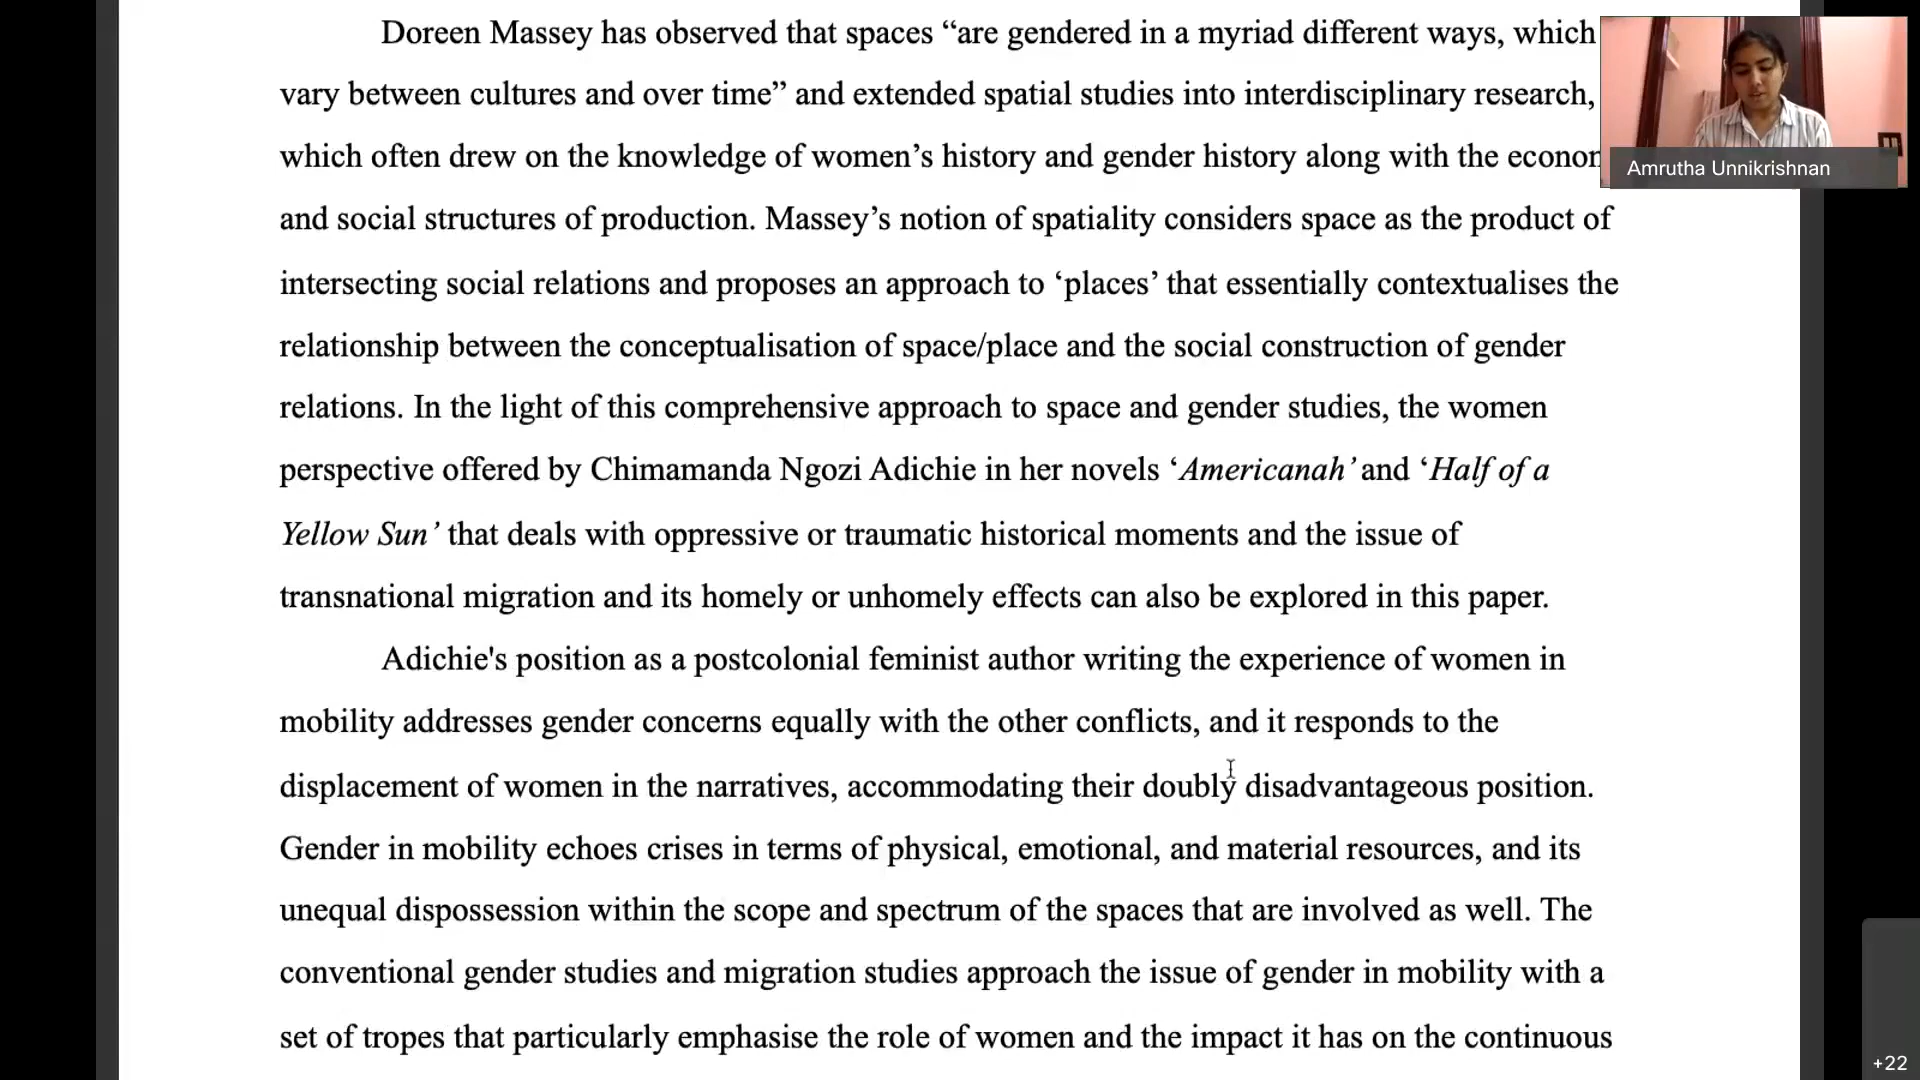 Doreen Massey has observed that spaces “are gendered in a myriad different ways, which
vary between cultures and over time” and extended spatial studies into interdisciplinary research,
which often drew on the knowledge of women’s history and gender history along with the
Amrutha Unnikrishnan
and social structures of production. Massey’s notion of spatiality considers space as the product of
intersecting social relations and proposes an approach to ‘places’ that essentially contextualises the
relationship between the conceptualisation of space/place and the social construction of gender
relations. In the light of this comprehensive approach to space and gender studies, the women
perspective offered by Chimamanda Ngozi Adichie in her novels ‘Americanah’ and ‘Half of a
Yellow Sun’ that deals with oppressive or traumatic historical moments and the issue of
transnational migration and its homely or unhomely effects can also be explored in this paper.
Adichie's position as a postcolonial feminist author writing the experience of women in
mobility addresses gender concerns equally with the other conflicts, and it responds to the
displacement of women in the narratives, accommodating their doubly disadvantageous position.
Gender in mobility echoes crises in terms of physical, emotional, and material resources, and its
unequal dispossession within the scope and spectrum of the spaces that are involved as well. The
conventional gender studies and migration studies approach the issue of gender in mobility with a
set of tropes that particularly emphasise the role of women and the impact it has on the continuous
+22